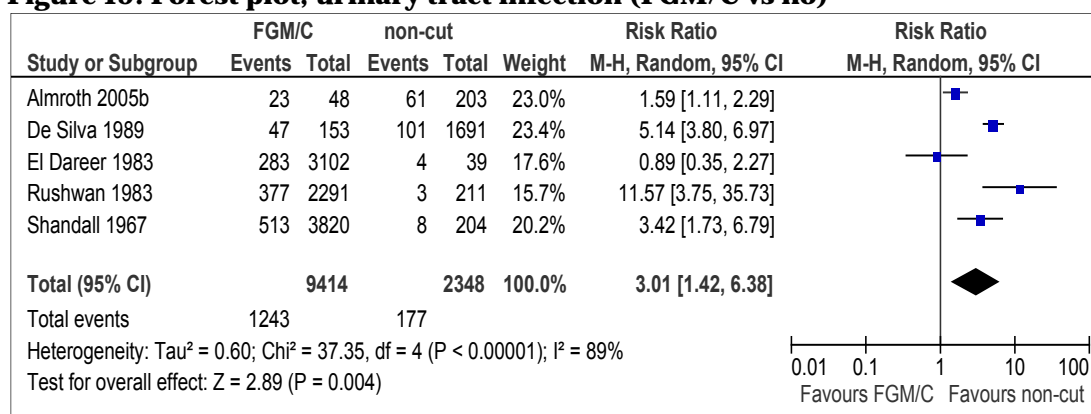 Figure 15: Forest plot, urinary tract infection (FGM/C vs no)
FGM/C non-cut Risk Ratio Risk Ratio
Study or Subgroup Events Total Events Total Weight M-H, Random, 95% CI M-H, Random, 95% CI
Almroth 2005b 23 48 61 203 23.0% 1.59 [1.11, 2.29]
De Silva 1989 47 153 101 1691 23.4% 5.14 [3.80, 6.97]
El Dareer 1983 283 3102 4 39 17.6% 0.89 [0.35, 2.27]
Rushwan 1983 377 2291 3 211 15.7% 11.57 [3.75, 35.73]
Shandall 1967 513 3820 8 204 20.2% 3.42 [1.73, 6.79]
Total (95% CI) 9414 2348 100.0% 3.01 [1.42, 6.38]
Total events 1243 177
Heterogeneity: Tau² = 0.60; Chi² = 37.35, df = 4 (P < 0.00001); I² = 89%
Test for overall effect: Z = 2.89 (P = 0.004)
0.01 0.1 1 10 100
Favours FGM/C Favours non-cut